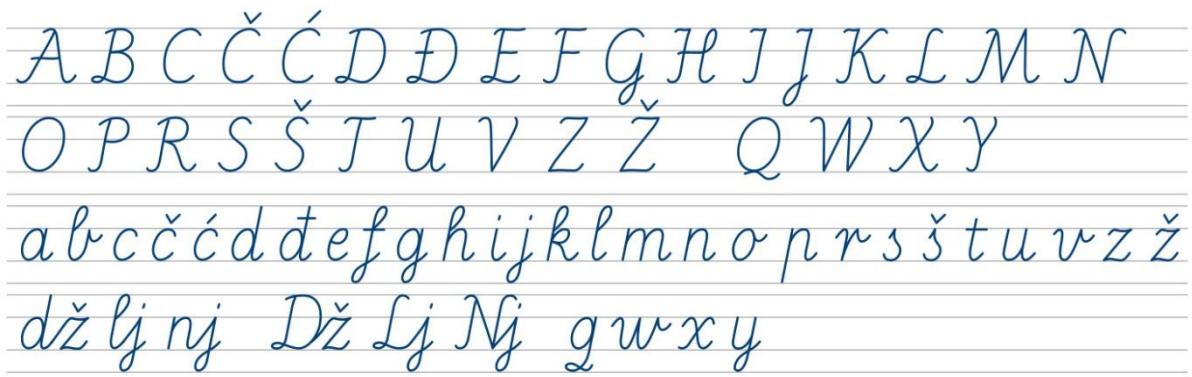 A B C Č Ć D Đ E F G H I J K L M N
O P R S Š T U V Z Ž Q W X Y
a b c č ć d đ e f g h i j k l m n o p r s š t u v z ž
dž lj nj Dž Lj Nj q w x y